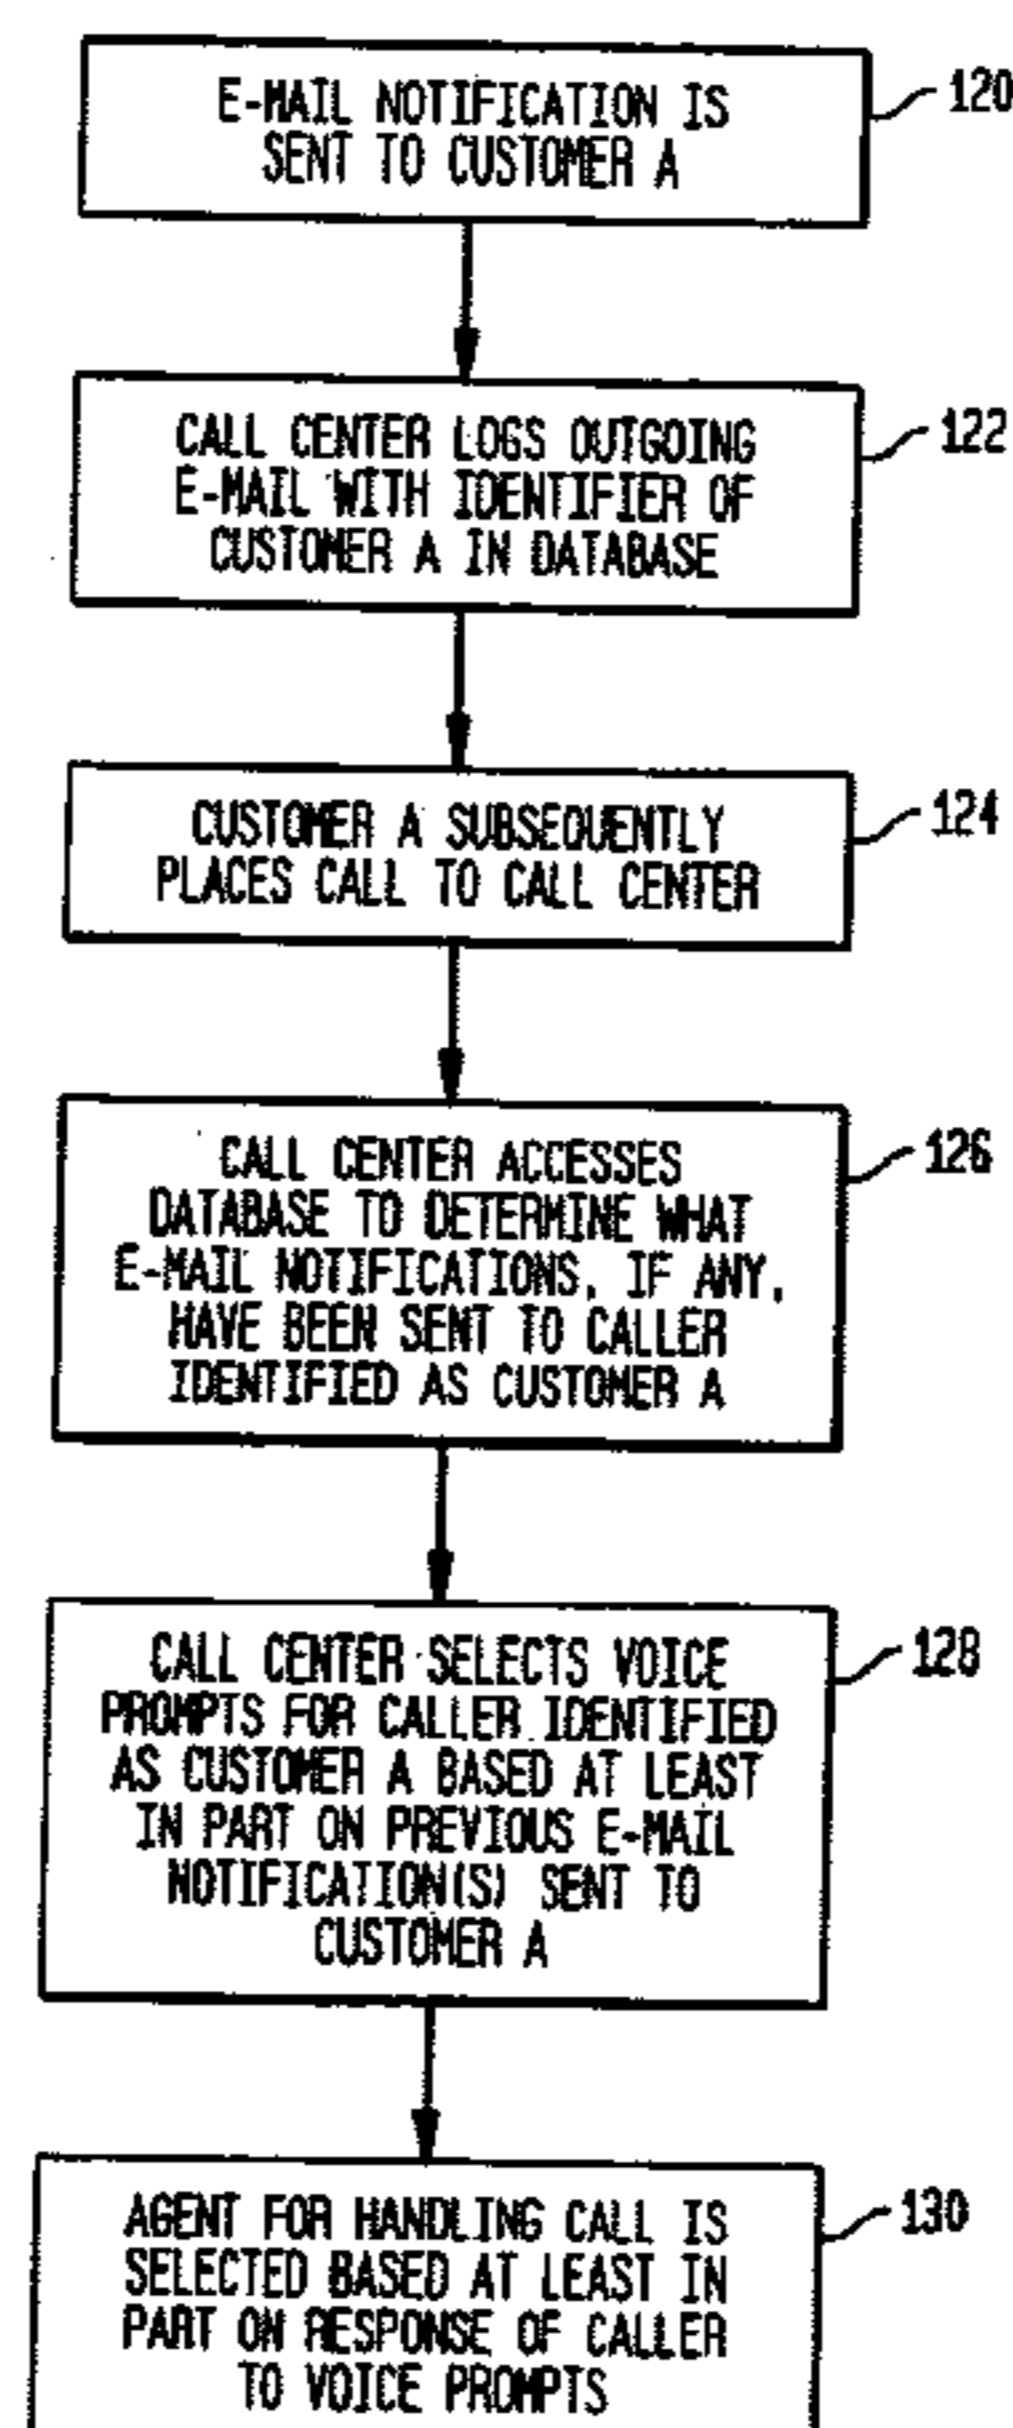 E-MAIL NOTIFICATION IS
SENT TO CUSTOMER A
120
CALL CENTER LOGS OUTGOING
E-MAIL WITH IDENTIFIER OF
CUSTOMER A IN DATABASE
122
CUSTOMER A SUBSEQUENTLY
PLACES CALL TO CALL CENTER
124
CALL CENTER ACCESSES
DATABASE TO DETERMINE WHAT
E-MAIL NOTIFICATIONS, IF ANY,
HAVE BEEN SENT TO CALLER
IDENTIFIED AS CUSTOMER A
126
CALL CENTER SELECTS VOICE
PROMPTS FOR CALLER IDENTIFIED
AS CUSTOMER A BASED AT LEAST
IN PART ON PREVIOUS E-MAIL
NOTIFICATION(S) SENT TO
CUSTOMER A
128
AGENT FOR HANDLING CALL IS
SELECTED BASED AT LEAST IN
PART ON RESPONSE OF CALLER
TO VOICE PROMPTS
130